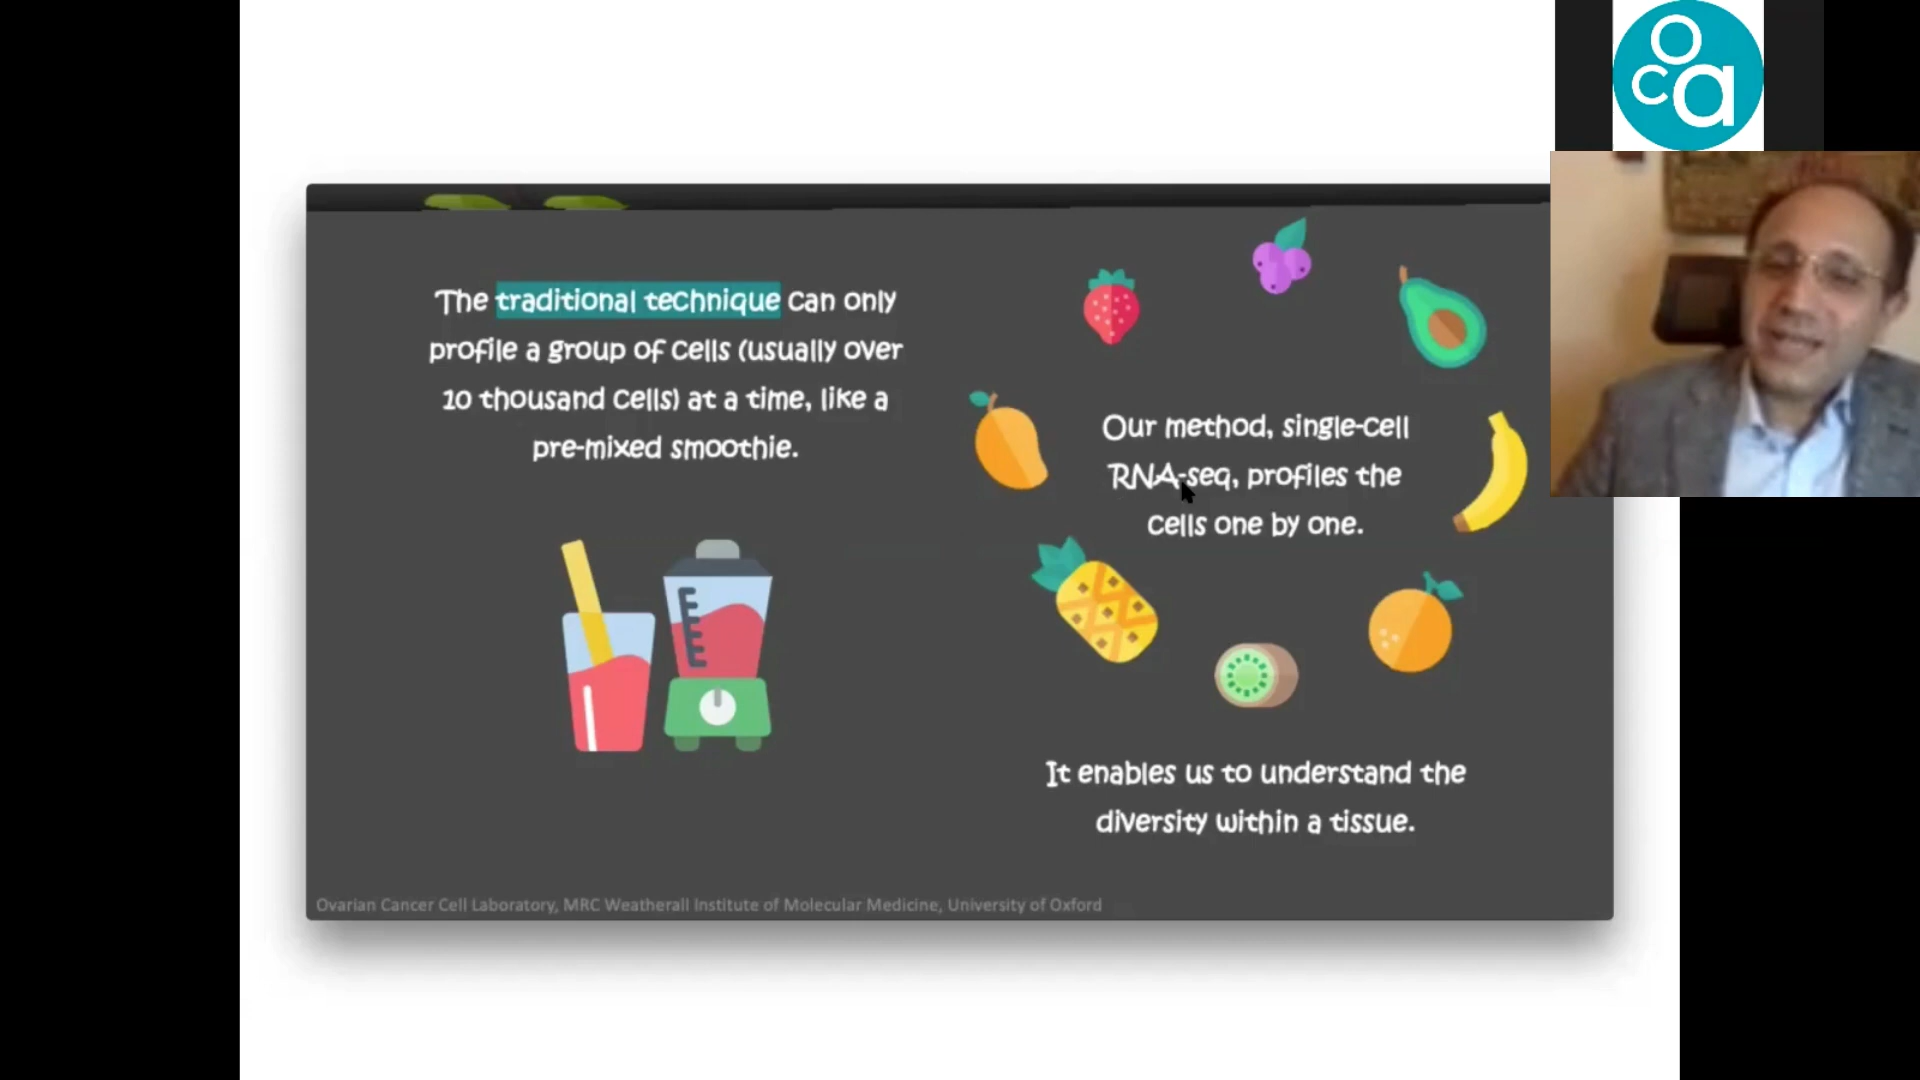 oca
The traditional technique can only
profile a group of cells (usually over
10 thousand cells) at a time, like a
pre-mixed smoothie.
Our method, single-cell
RNA-seq, profiles the
cells one by one.
It enables us to understand the
diversity within a tissue.
Ovarian Cancer Cell Laboratory, MRC Weatherall Institute of Molecular Medicine, University of Oxford